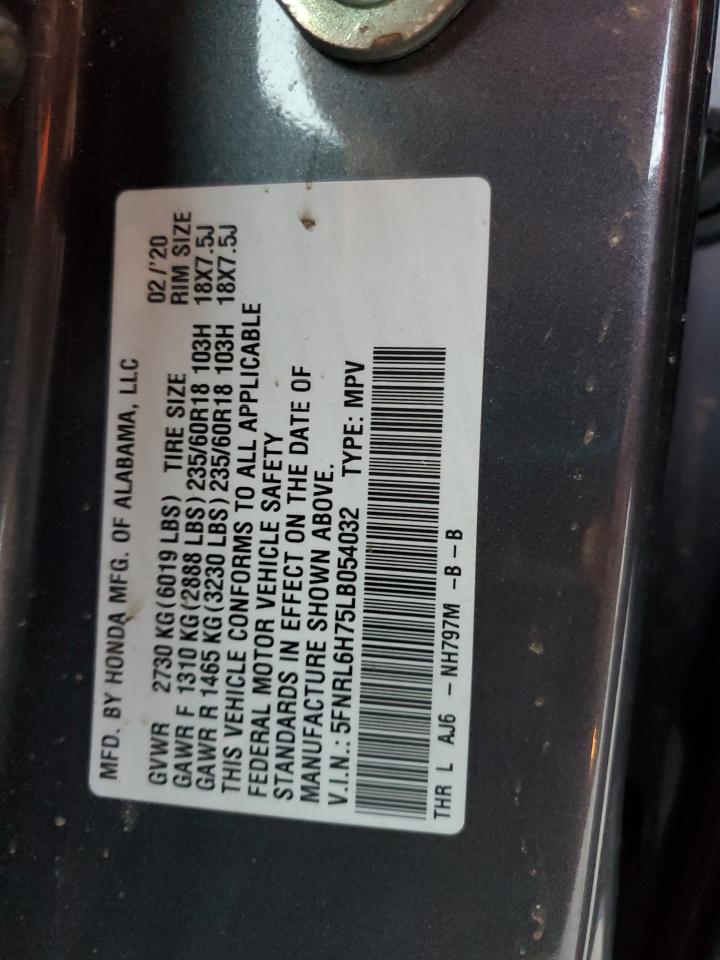 MFD. BY HONDA MFG. OF ALABAMA, LLC
02/'20
GVWR 2730 KG(6019 LBS) TIRE SIZE RIM SIZE
GAWR F 1310 KG(2888 LBS)235/60R18 103H 18X7.5J
GAWR R 1465 KG(3230 LBS)235/60R18 103H 18X7.5J
THIS VEHICLE CONFORMS TO ALL APPLICABLE
FEDERAL MOTOR VEHICLE SAFETY
STANDARDS IN EFFECT ON THE DATE OF
MANUFACTURE SHOWN ABOVE.
V.I.N.: 5FNRL6H75LB054032 TYPE: MPV
THR L AJ6 - NH797M -B-B